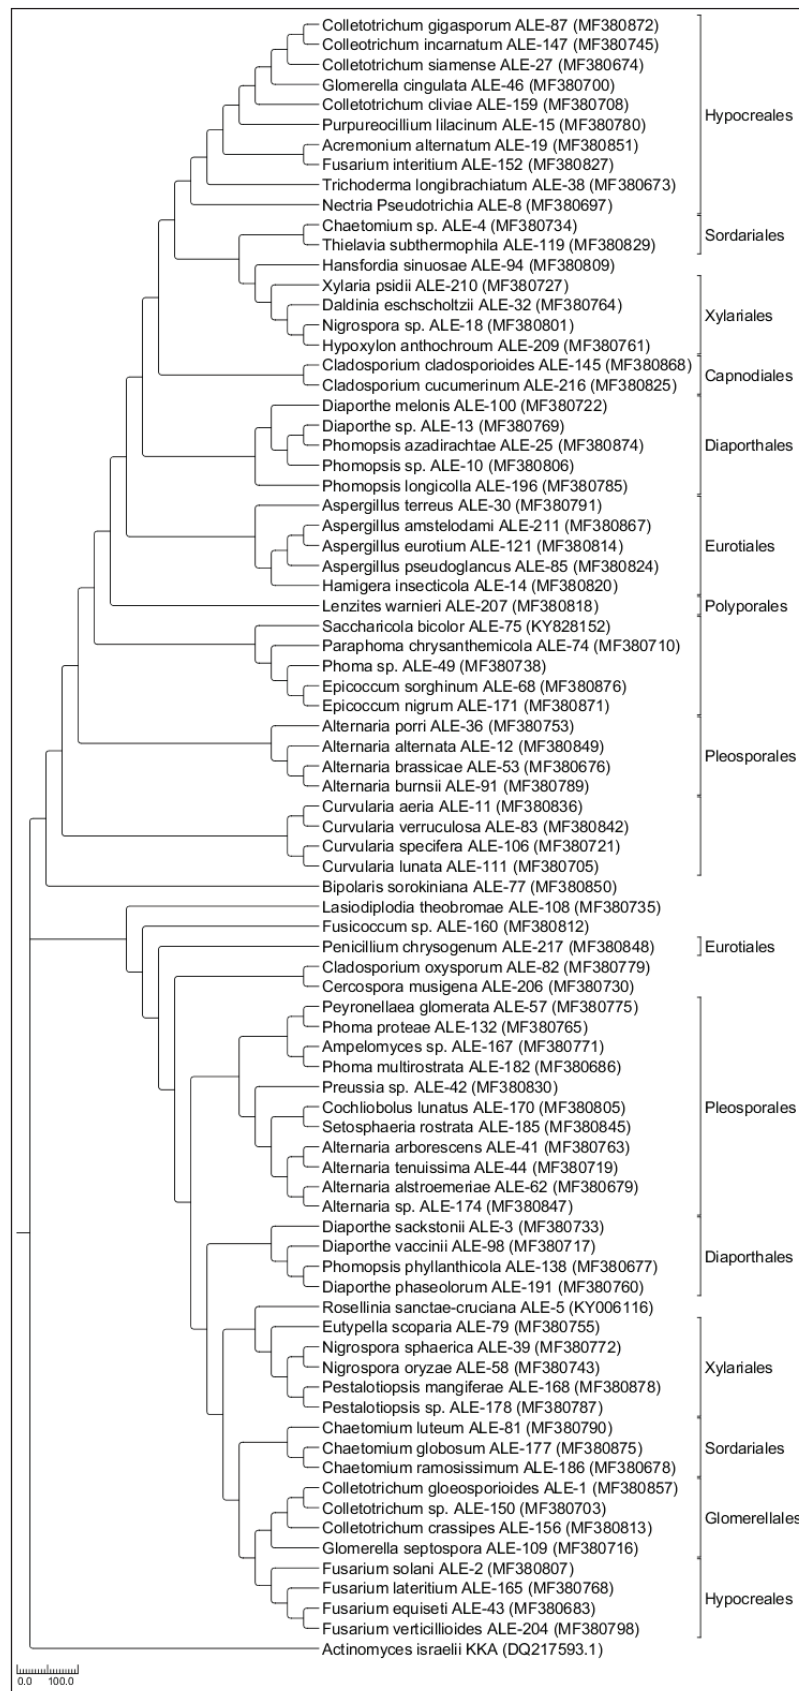 Colletotrichum gigasporum ALE-87 (MF380872)
Colleotrichum incarnatum ALE-147 (MF380745)
Colletotrichum siamense ALE-27 (MF380674)
Glomerella cingulata ALE-46 (MF380700)
Colletotrichum cliviae ALE-159 (MF380708)
Hypocreales
Purpureocillium lilacinum ALE-15 (MF380780)
Acremonium alternatum ALE-19 (MF380851)
Fusarium interitium ALE-152 (MF380827)
Trichoderma longibrachiatum ALE-38 (MF380673)
Nectria Pseudotrichia ALE-8 (MF380697)
Chaetomium sp. ALE-4 (MF380734)
Sordariales
Thielavia subthermophila ALE-119 (MF380829)
Hansfordia sinuosae ALE-94 (MF380809)
Xylaria psidii ALE-210 (MF380727)
Daldinia eschscholtzii ALE-32 (MF380764)
Xylariales
Nigrospora sp. ALE-18 (MF380801)
Hypoxylon anthochroum ALE-209 (MF380761)
Cladosporium cladosporioides ALE-145 (MF380868)
Capnodiales
Cladosporium cucumerinum ALE-216 (MF380825)
Diaporthe melonis ALE-100 (MF380722)
Diaporthe sp. ALE-13 (MF380769)
Phomopsis azadirachtae ALE-25 (MF380874)
Diaporthales
Phomopsis sp. ALE-10 (MF380806)
Phomopsis longicolla ALE-196 (MF380785)
Aspergillus terreus ALE-30 (MF380791)
Aspergillus amstelodami ALE-211 (MF380867)
Aspergillus eurotium ALE-121 (MF380814)
Eurotiales
Aspergillus pseudoglancus ALE-85 (MF380824)
Hamigera insecticola ALE-14 (MF380820)
Lenzites warnieri ALE-207 (MF380818)
Polyporales
Saccharicola bicolor ALE-75 (KY828152)
Paraphoma chrysanthemicola ALE-74 (MF380710)
Phoma sp. ALE-49 (MF380738)
Epicoccum sorghinum ALE-68 (MF380876)
Epicoccum nigrum ALE-171 (MF380871)
Alternaria porri ALE-36 (MF380753)
Alternaria alternata ALE-12 (MF380849)
Pleosporales
Alternaria brassicae ALE-53 (MF380676)
Alternaria burnsii ALE-91 (MF380789)
Curvularia aeria ALE-11 (MF380836)
Curvularia verruculosa ALE-83 (MF380842)
Curvularia specifera ALE-106 (MF380721)
Curvularia lunata ALE-111 (MF380705)
Bipolaris sorokiniana ALE-77 (MF380850)
Lasiodiplodia theobromae ALE-108 (MF380735)
Fusicoccum sp. ALE-160 (MF380812)
Penicillium chrysogenum ALE-217 (MF380848)
Eurotiales
Cladosporium oxysporum ALE-82 (MF380779)
Cercospora musigena ALE-206 (MF380730)
Peyronellaea glomerata ALE-57 (MF380775)
Phoma proteae ALE-132 (MF380765)
Ampelomyces sp. ALE-167 (MF380771)
Phoma multirostrata ALE-182 (MF380686)
Preussia sp. ALE-42 (MF380830)
Cochliobolus lunatus ALE-170 (MF380805)
Pleosporales
Setosphaeria rostrata ALE-185 (MF380845)
Alternaria arborescens ALE-41 (MF380763)
Alternaria tenuissima ALE-44 (MF380719)
Alternaria alstroemeriae ALE-62 (MF380679)
Alternaria sp. ALE-174 (MF380847)
Diaporthe sackstonii ALE-3 (MF380733)
Diaporthe vaccinii ALE-98 (MF380717)
Diaporthales
Phomopsis phyllanthicola ALE-138 (MF380677)
Diaporthe phaseolorum ALE-191 (MF380760)
Rosellinia sanctae-cruciana ALE-5 (KY006116)
Eutypella scoparia ALE-79 (MF380755)
Nigrospora sphaerica ALE-39 (MF380772)
Nigrospora oryzae ALE-58 (MF380743)
Xylariales
Pestalotiopsis mangiferae ALE-168 (MF380878)
Pestalotiopsis sp. ALE-178 (MF380787)
Chaetomium luteum ALE-81 (MF380790)
Chaetomium globosum ALE-177 (MF380875)
Sordariales
Chaetomium ramosissimum ALE-186 (MF380678)
Colletotrichum gloeosporioides ALE-1 (MF380857)
Colletotrichum sp. ALE-150 (MF380703)
Glomerellales
Colletotrichum crassipes ALE-156 (MF380813)
Glomerella septospora ALE-109 (MF380716)
Fusarium solani ALE-2 (MF380807)
Fusarium lateritium ALE-165 (MF380768)
Hypocreales
Fusarium equiseti ALE-43 (MF380683)
Fusarium verticillioides ALE-204 (MF380798)
Actinomyces israelii KKA (DQ217593.1)
0.0 100.0